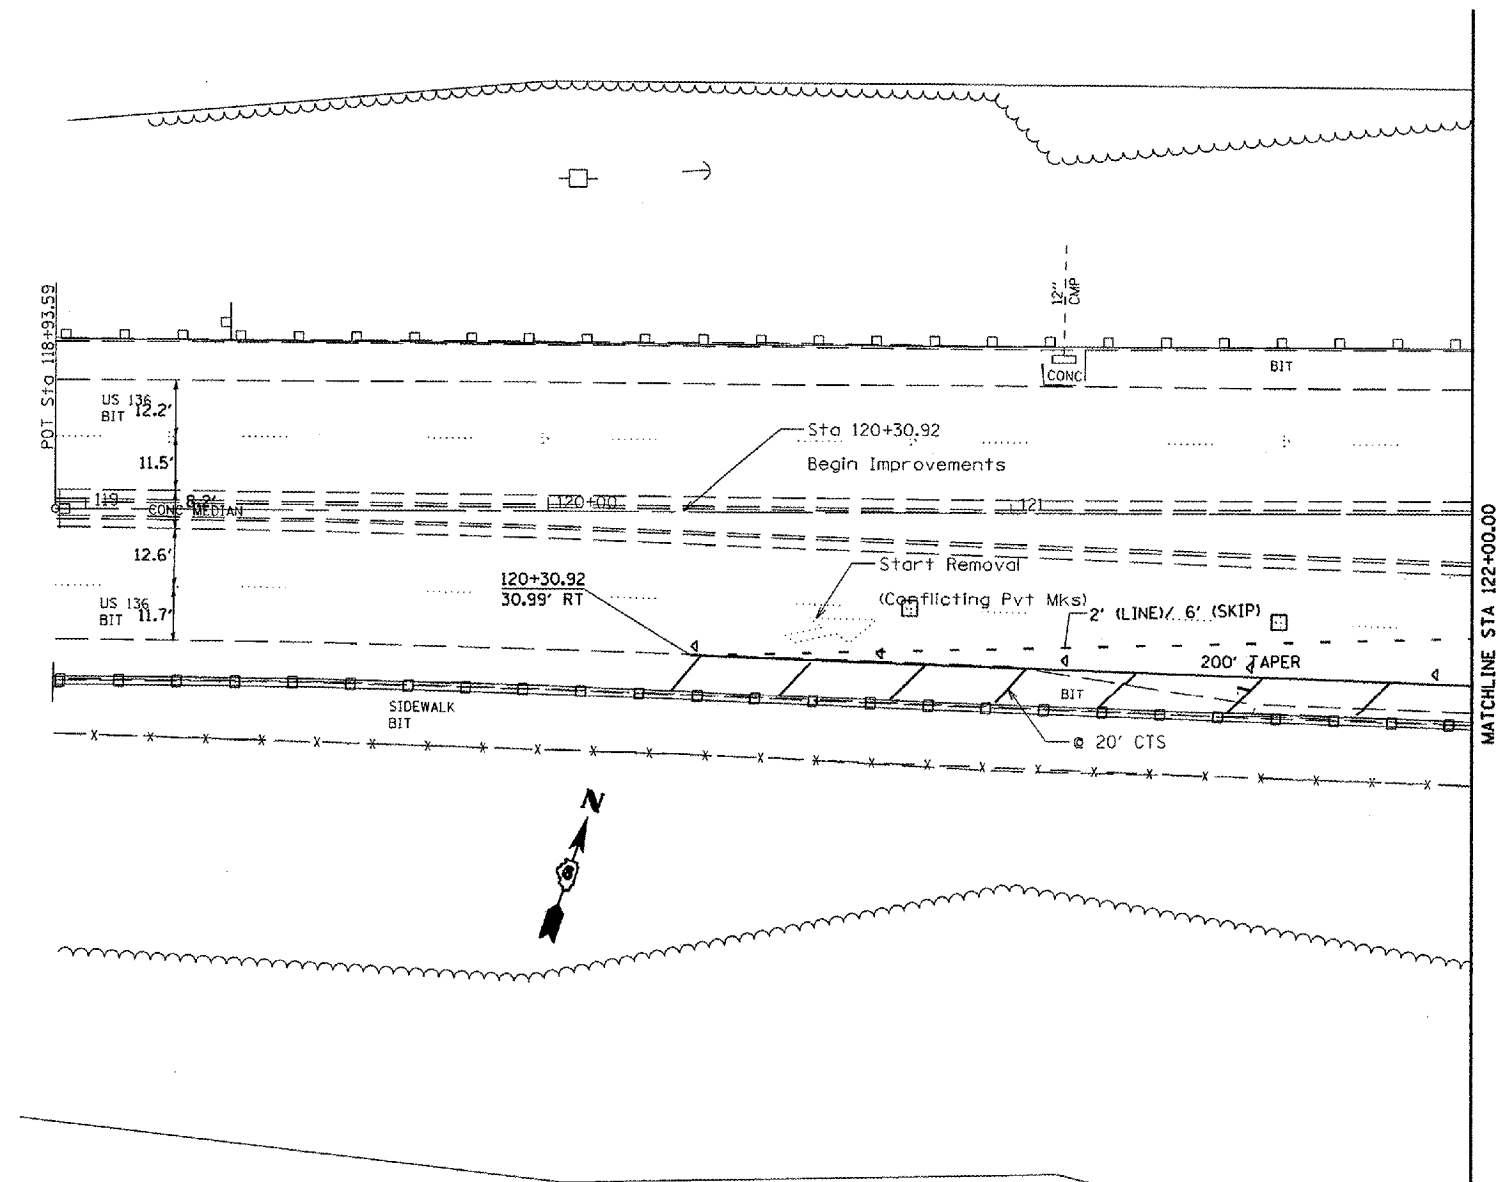 12"
CMP
POT Sta 118+93.59
BIT
CONC
US 136
BIT
12.2'
Sta 120+30.92
Begin Improvements
11.5'
119
8.2'
CONC MEDIAN
120+00
121
12.6'
Start Removal
(Conflicting Pvt Mks)
120+30.92
30.99' RT
US 136
BIT
11.7'
2' (LINE)/ 6' (SKIP)
200' TAPER
BIT
SIDEWALK
BIT
@ 20' CTS
MATCHLINE STA 122+00.00
N